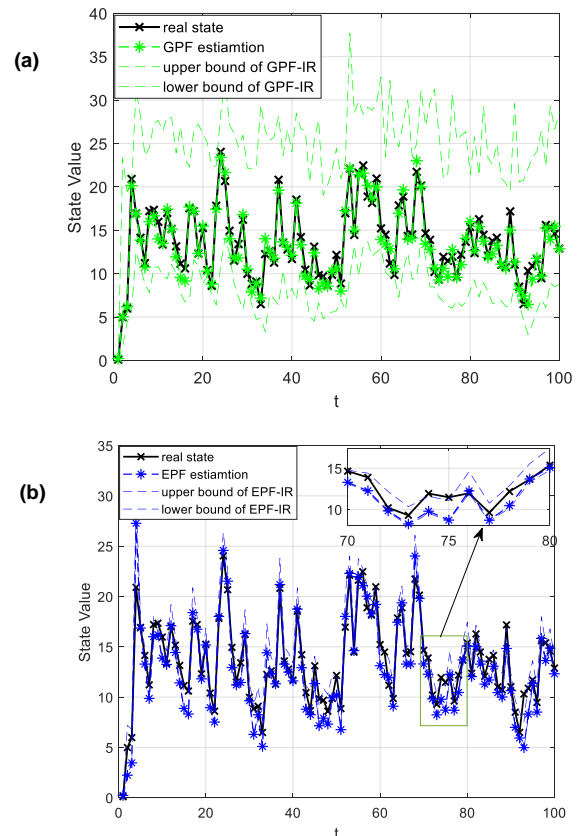 (a)
40
35
30
25
20
15
10
5
0
State Value
real state
GPF estiamtion
upper bound of GPF-IR
lower bound of GPF-IR
0 20 40 60 80 100
t
(b)
35
30
25
20
15
10
5
0
State Value
real state
EPF estiamtion
upper bound of EPF-IR
lower bound of EPF-IR
15
10
70 75 80
0 20 40 60 80 100
t